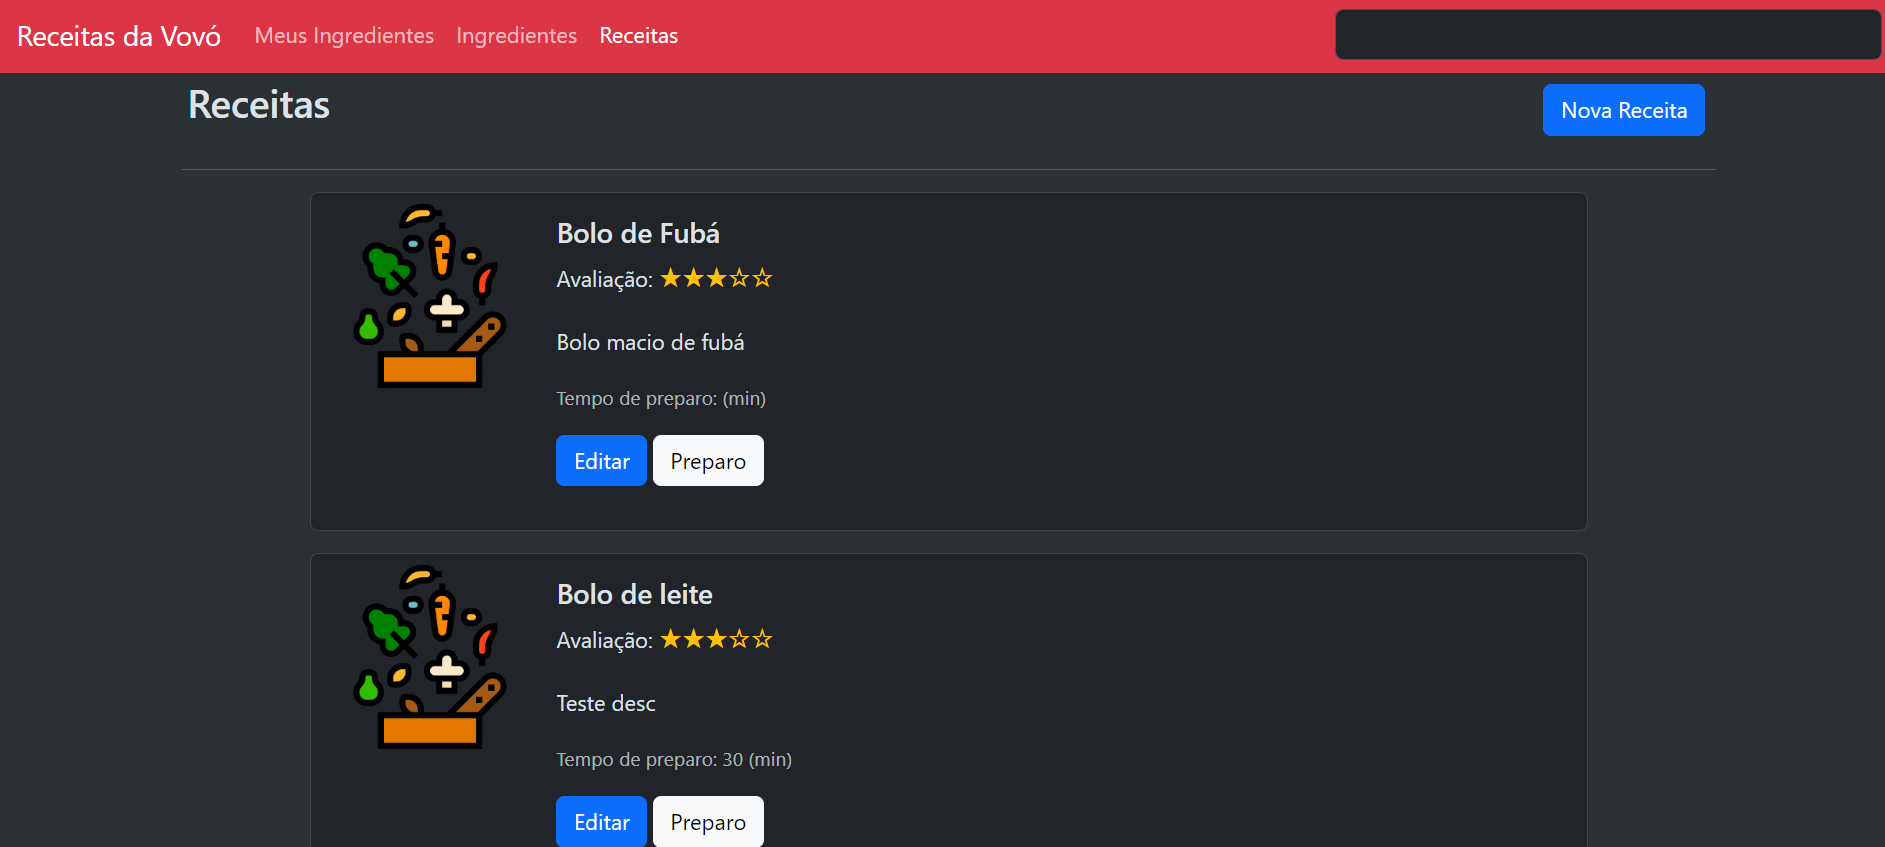 Receitas da Vovó Meus Ingredientes Ingredientes Receitas
Receitas
Nova Receita
Bolo de Fubá
Avaliação: ★★★☆☆
Bolo macio de fubá
Tempo de preparo: (min)
Editar Preparo
Bolo de leite
Avaliação: ★★★☆☆
Teste desc
Tempo de preparo: 30 (min)
Editar Preparo